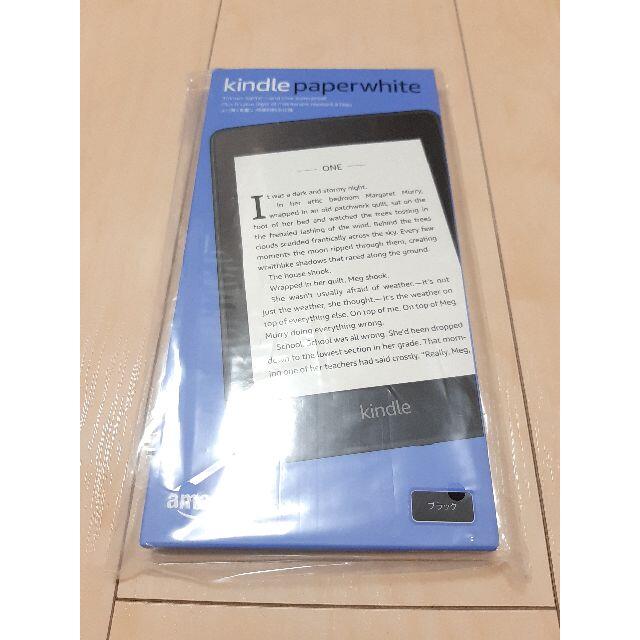 kindle paperwhite
ONE
It was a dark and stormy night.
In her attic bedroom Margaret Murry,
wrapped in an old patchwork quilt, sat on the
foot of her bed and watched the trees tossing in
the frenzied lashing of the wind. Behind the trees
clouds scudded frantically across the sky. Every few
moments the moon ripped through them, creating
wraithlike shadows that raced along the ground.
The house shook.
Wrapped in her quilt, Meg shook.
She wasn't usually afraid of weather.—It's not
just the weather, she thought.—It's the weather on
top of everything else. On top of me. On top of Meg
Murry doing everything wrong.
School. School was all wrong. She'd been dropped
down to the lowest section in her grade. That morn-
ing one of her teachers had said crossly, "Really, Meg,
kindle
ama
ブラック